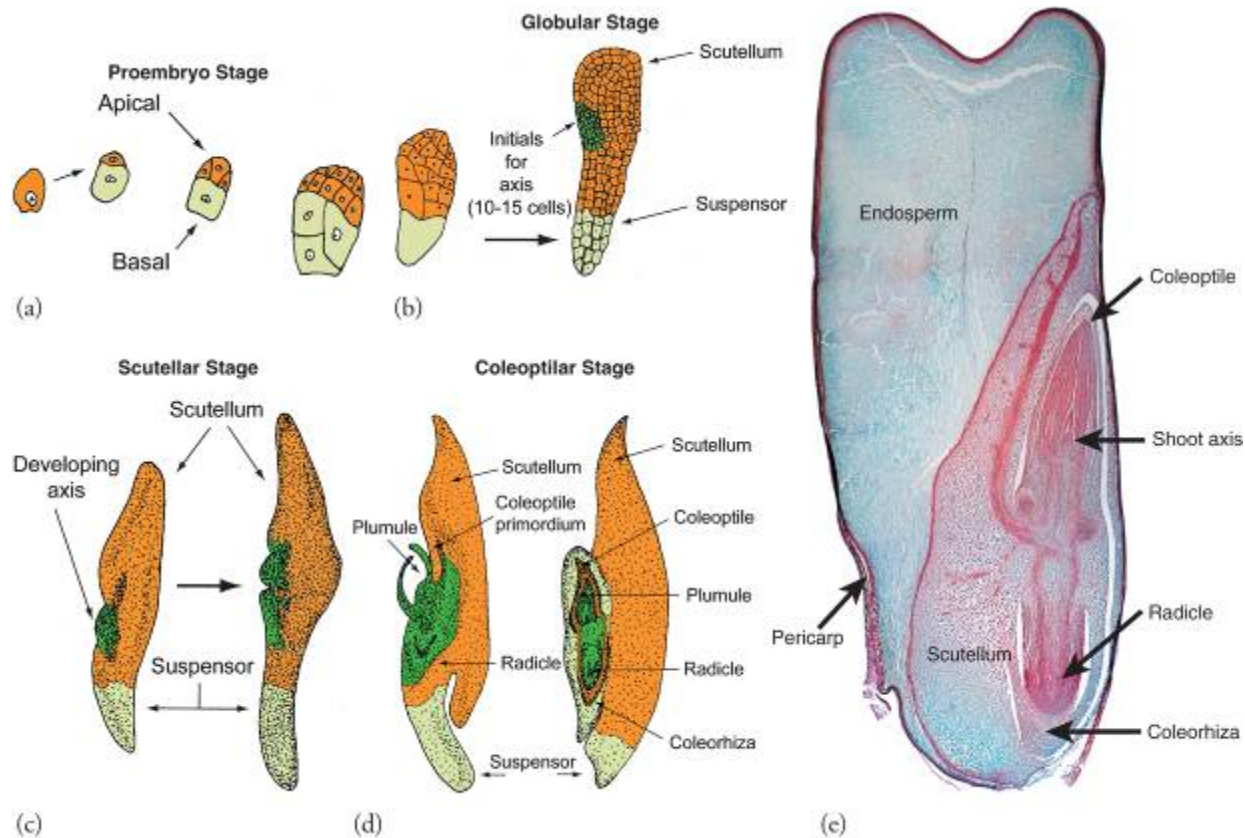 Globular Stage
Scutellum
Proembryo Stage
Apical
Initials
for
axis
(10-15 cells)
Suspensor
Basal
(a)
(b)
Endosperm
Coleoptile
Shoot axis
Radicle
Pericarp
Scutellum
Coleorhiza
(e)
Scutellar Stage
Scutellum
Developing
axis
Suspensor
(c)
Coleoptilar Stage
Scutellum
Scutellum
Coleoptile
primordium
Plumule
Coleoptile
Plumule
Radicle
Radicle
Coleorhiza
Suspensor
(d)